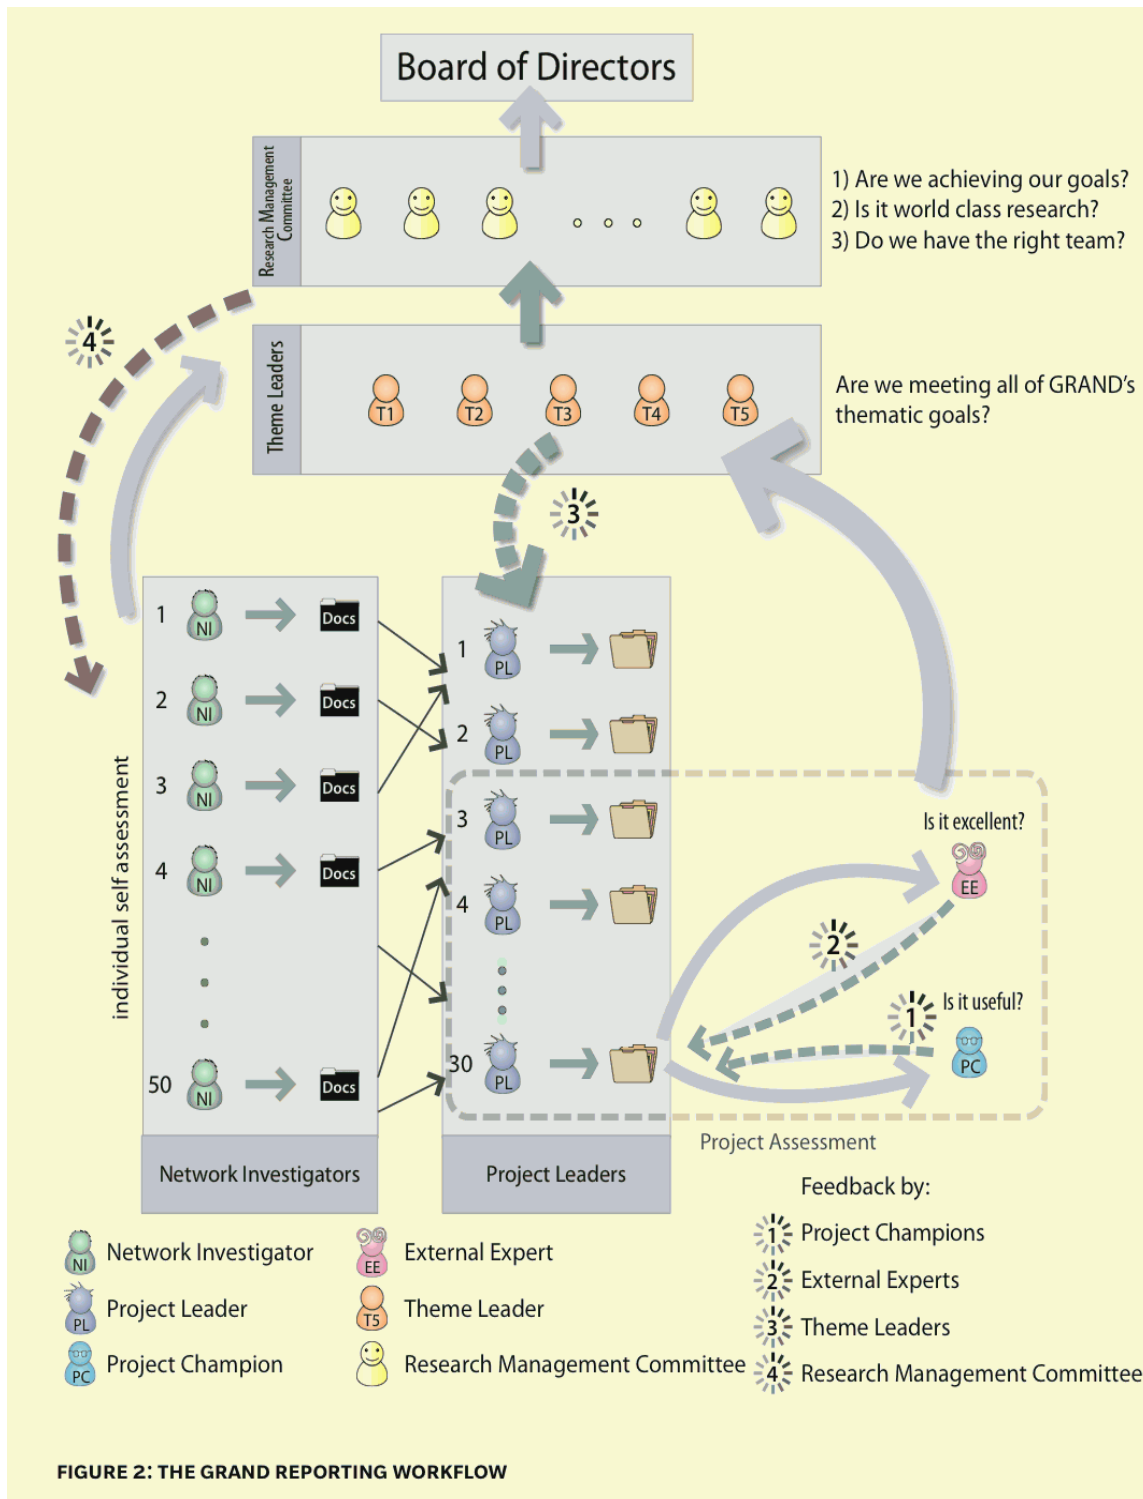 Board of Directors
Research Management
Committee
1) Are we achieving our goals?
2) Is it world class research?
3) Do we have the right team?
4
Theme Leaders
T1 T2 T3 T4 T5
Are we meeting all of GRAND's
thematic goals?
3
individual self assessment
1 NI Docs
2 NI Docs
3 NI Docs
4 NI Docs
50 NI Docs
Network Investigators
1 PL
2 PL
3 PL
4 PL
30 PL
Project Leaders
Is it excellent?
EE
2
1
Is it useful?
PC
Project Assessment
NI Network Investigator
PL Project Leader
PC Project Champion
EE External Expert
T5 Theme Leader
Research Management Committee
Feedback by:
1 Project Champions
2 External Experts
3 Theme Leaders
4 Research Management Committee
FIGURE 2: THE GRAND REPORTING WORKFLOW